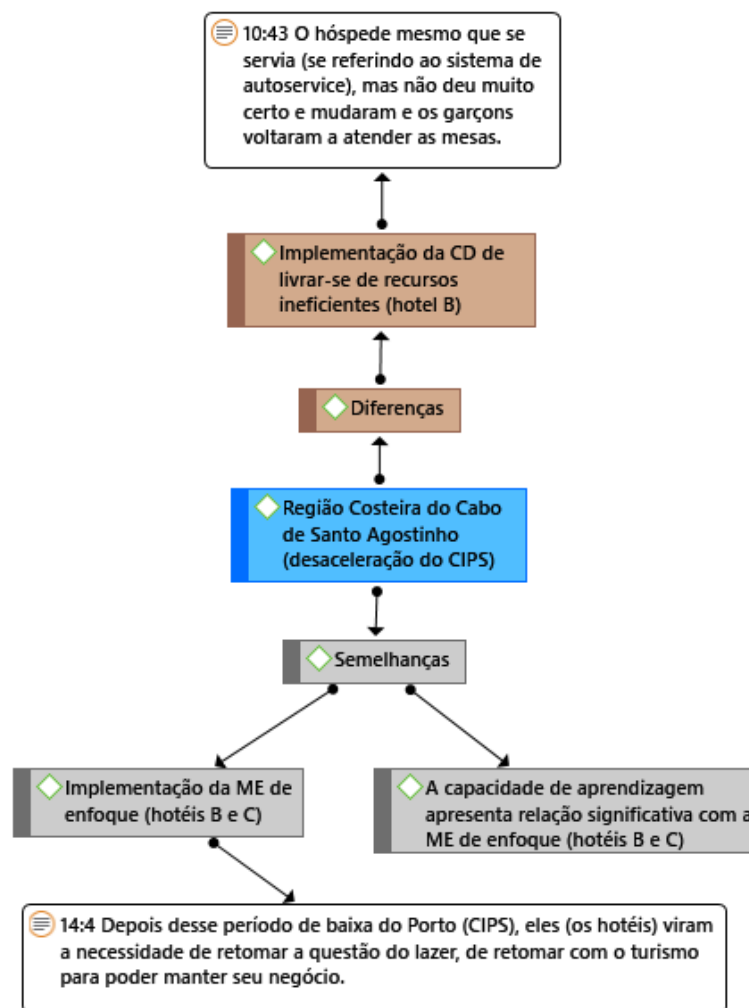 10:43 O hóspede mesmo que se
servia (se referindo ao sistema de
autoservice), mas não deu muito
certo e mudaram e os garçons
voltaram a atender as mesas.
Implementação da CD de
livrar-se de recursos
ineficientes (hotel B)
Diferenças
Região Costeira do Cabo
de Santo Agostinho
(desaceleração do CIPS)
Semelhanças
Implementação da ME de
enfoque (hotéis B e C)
A capacidade de aprendizagem
apresenta relação significativa com a
ME de enfoque (hotéis B e C)
14:4 Depois desse período de baixa do Porto (CIPS), eles (os hotéis) viram
a necessidade de retomar a questão do lazer, de retomar com o turismo
para poder manter seu negócio.